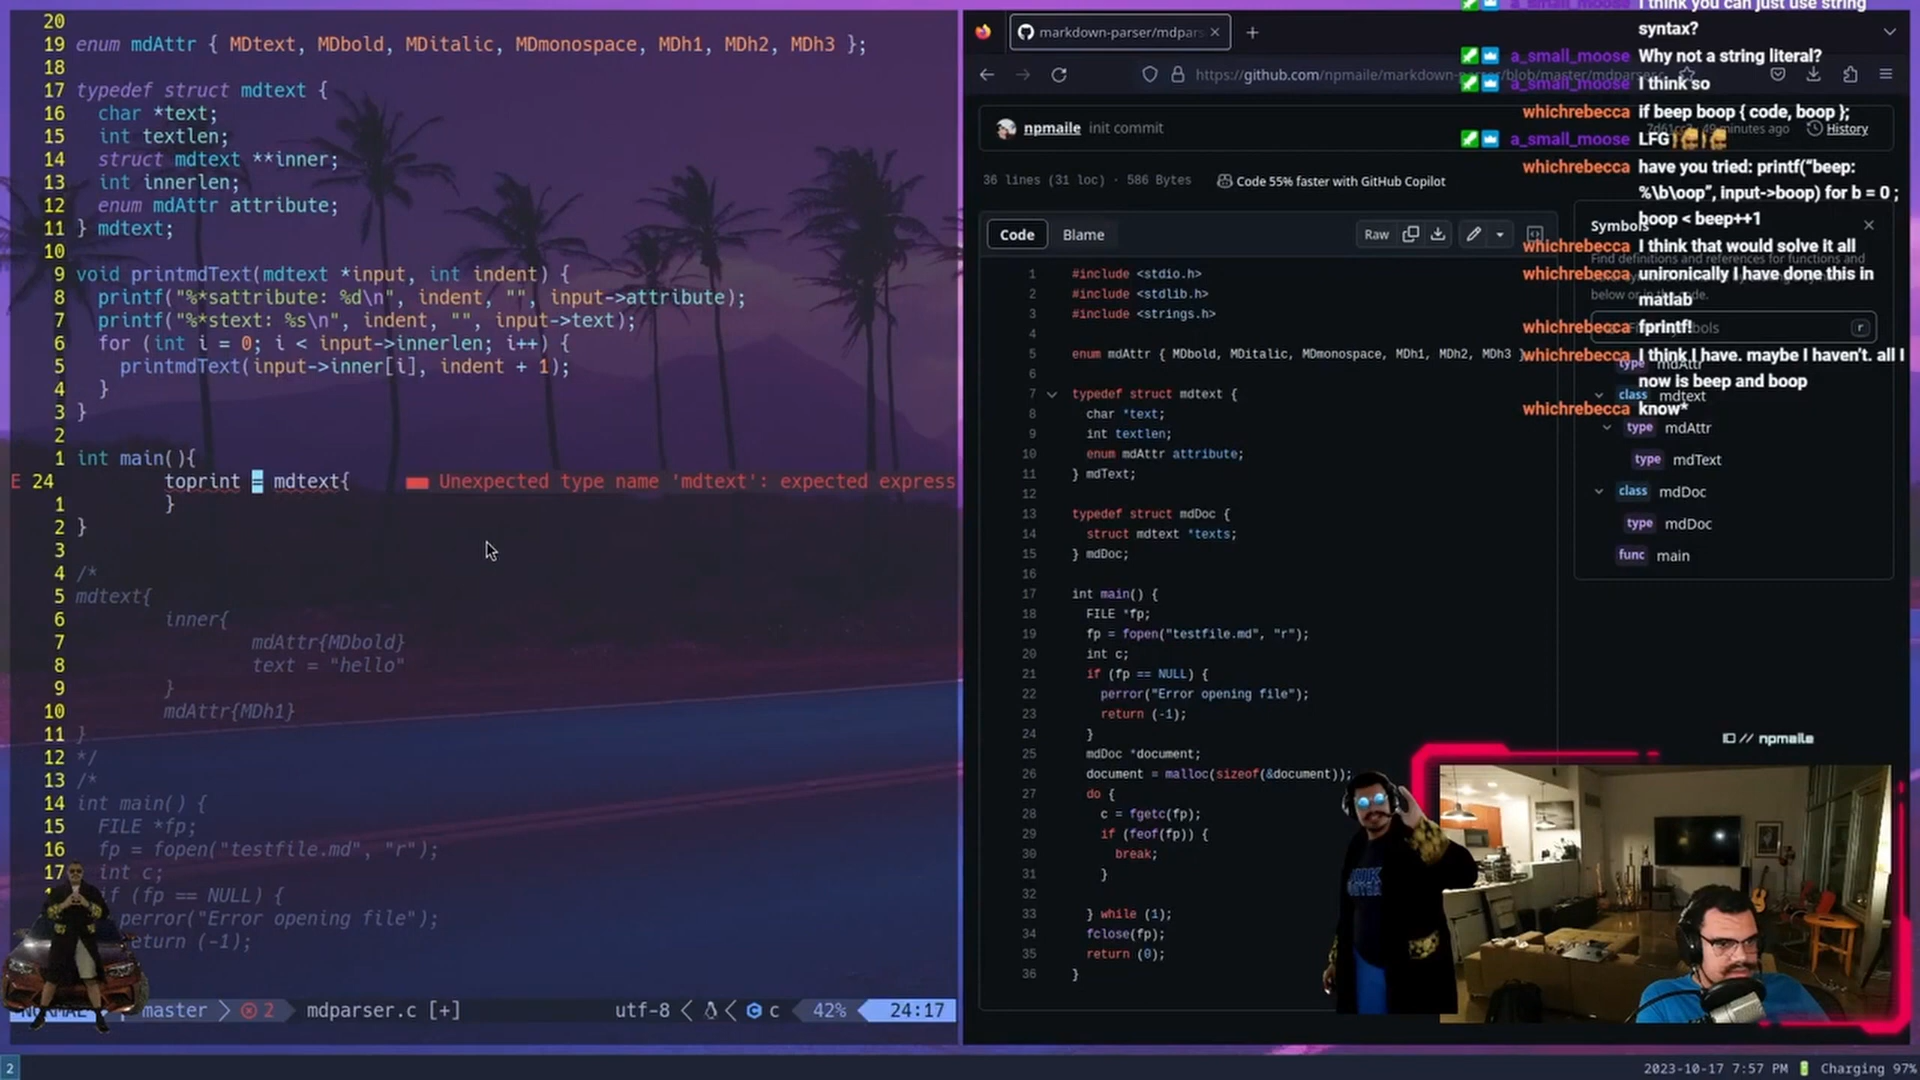 20
19 enum mdAttr { MDtext, MDbold, MDitalic, MDmonospace, MDh1, MDh2, MDh3 };
18
17 typedef struct mdtext {
16 char *text;
15 int textlen;
14 struct mdtext **inner;
13 int innerlen;
12 enum mdAttr attribute;
11 } mdtext;
10
9 void printmdText(mdtext *input, int indent) {
8 printf("%*sattribute: %d\n", indent, "", input->attribute);
7 printf("%*stext: %s\n", indent, "", input->text);
6 for (int i = 0; i < input->innerlen; i++) {
5 printmdText(input->inner[i], indent + 1);
4 }
3 }
2
1 int main(){
E 24 toprint = mdtext{ Unexpected type name 'mdtext': expected express
1 }
2 }
3
4 /*
5 mdtext{
6 inner{
7 mdAttr{MDbold}
8 text = "hello"
9 }
10 mdAttr{MDh1}
11 }
12 */
13 /*
14 int main() {
15 FILE *fp;
16 fp = fopen("testfile.md", "r");
17 int c;
if (fp == NULL) {
perror("Error opening file");
return (-1);
NORMAL master 2 mdparser.c [+] utf-8 < < c 42% 24:17
markdown-parser/mdpars
https://github.com/npmaile/markdown-parser/blob/master/mdparser.c
npmaile init commit
7d61cc3 · 49 minutes ago History
36 lines (31 loc) · 586 Bytes Code 55% faster with GitHub Copilot
Code Blame Raw
1 #include <stdio.h>
2 #include <stdlib.h>
3 #include <strings.h>
4
5 enum mdAttr { MDbold, MDitalic, MDmonospace, MDh1, MDh2, MDh3 }
6
7 typedef struct mdtext {
8 char *text;
9 int textlen;
10 enum mdAttr attribute;
11 } mdText;
12
13 typedef struct mdDoc {
14 struct mdtext *texts;
15 } mdDoc;
16
17 int main() {
18 FILE *fp;
19 fp = fopen("testfile.md", "r");
20 int c;
21 if (fp == NULL) {
22 perror("Error opening file");
23 return (-1);
24 }
25 mdDoc *document;
26 document = malloc(sizeof(&document));
27 do {
28 c = fgetc(fp);
29 if (feof(fp)) {
30 break;
31 }
32
33 } while (1);
34 fclose(fp);
35 return (0);
36 }
Symbols
Find definitions and references for functions and
below or in the code.
r
type mdAttr
class mdtext
type mdAttr
type mdText
class mdDoc
type mdDoc
func main
a_small_moose I think you can just use string
syntax?
a_small_moose Why not a string literal?
a_small_moose I think so
whichrebecca if beep boop { code, boop };
a_small_moose LFG
whichrebecca have you tried: printf(“beep:
%\b\oop”, input->boop) for b = 0 ;
boop < beep++1
whichrebecca I think that would solve it all
whichrebecca unironically I have done this in
matlab
whichrebecca fprintf!
whichrebecca I think I have. maybe I haven’t. all I
now is beep and boop
whichrebecca know*
// npmaile
2
2023-10-17 7:57 PM Charging 97%